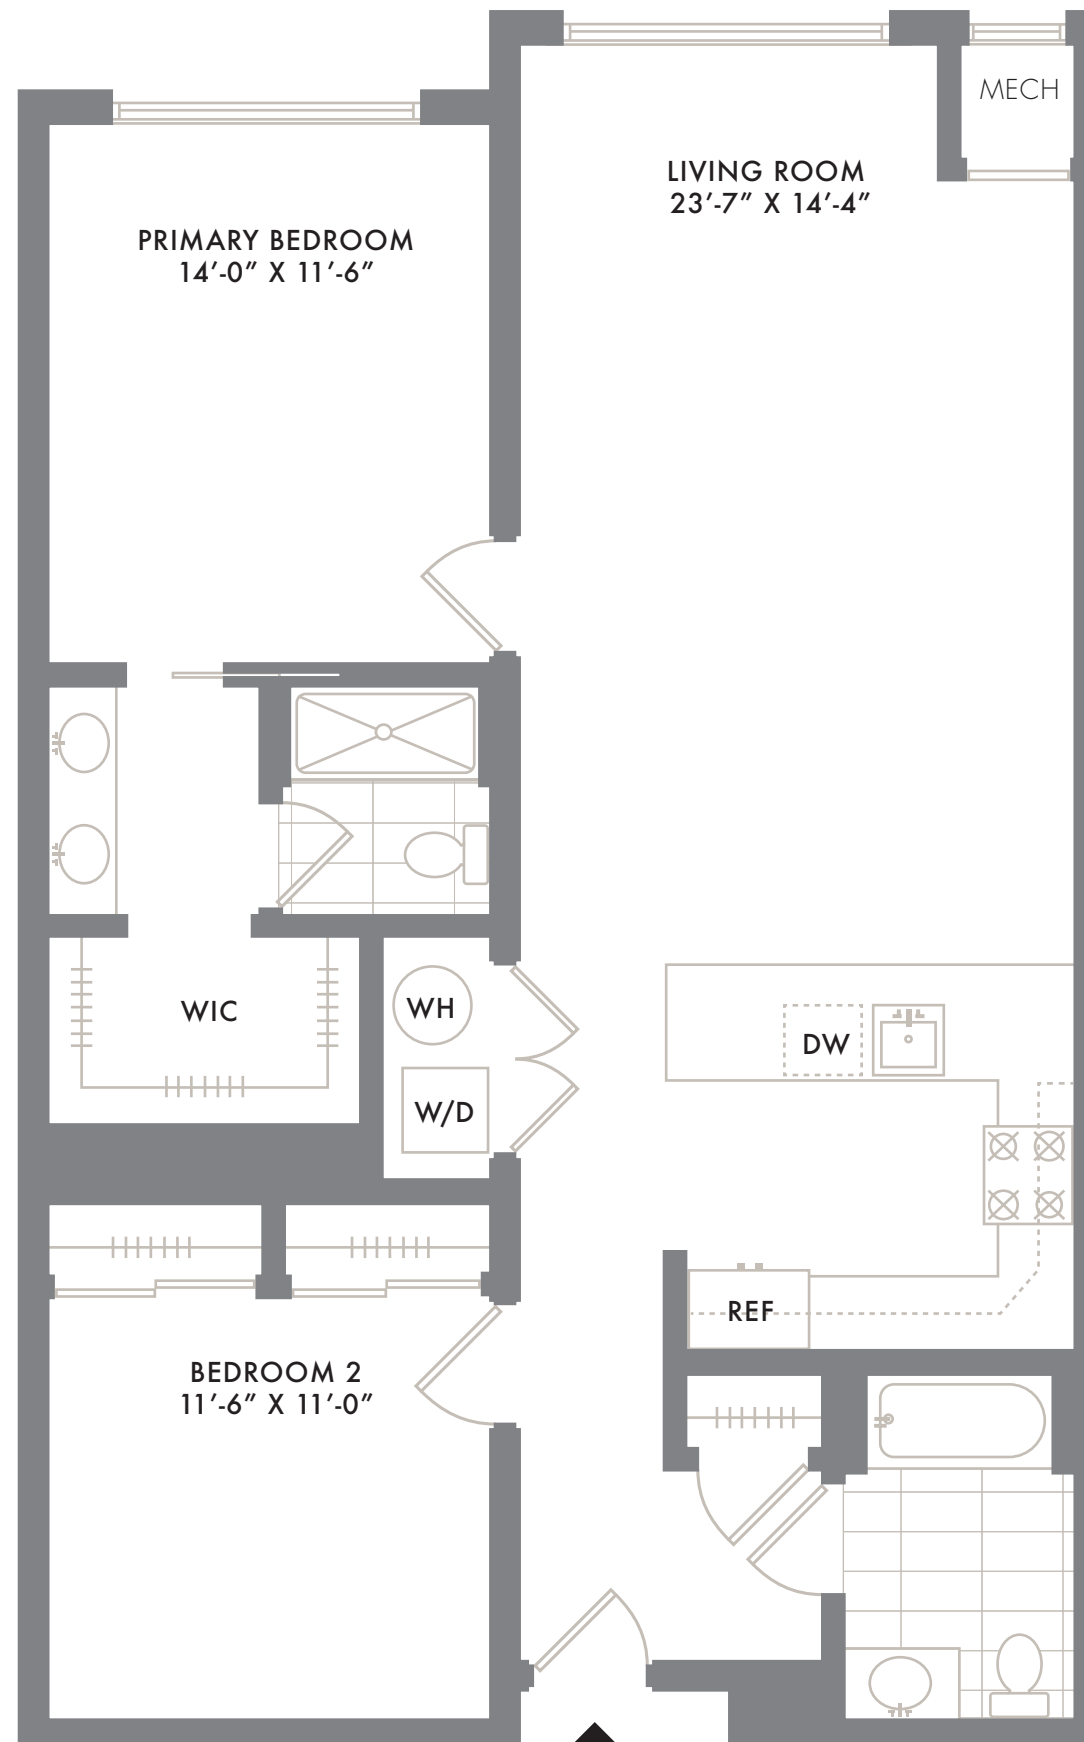 MECH
LIVING ROOM
23′-7″ X 14′-4″
PRIMARY BEDROOM
14′-0″ X 11′-6″
WIC
WH
DW
W/D
REF
BEDROOM 2
11′-6″ X 11′-0″